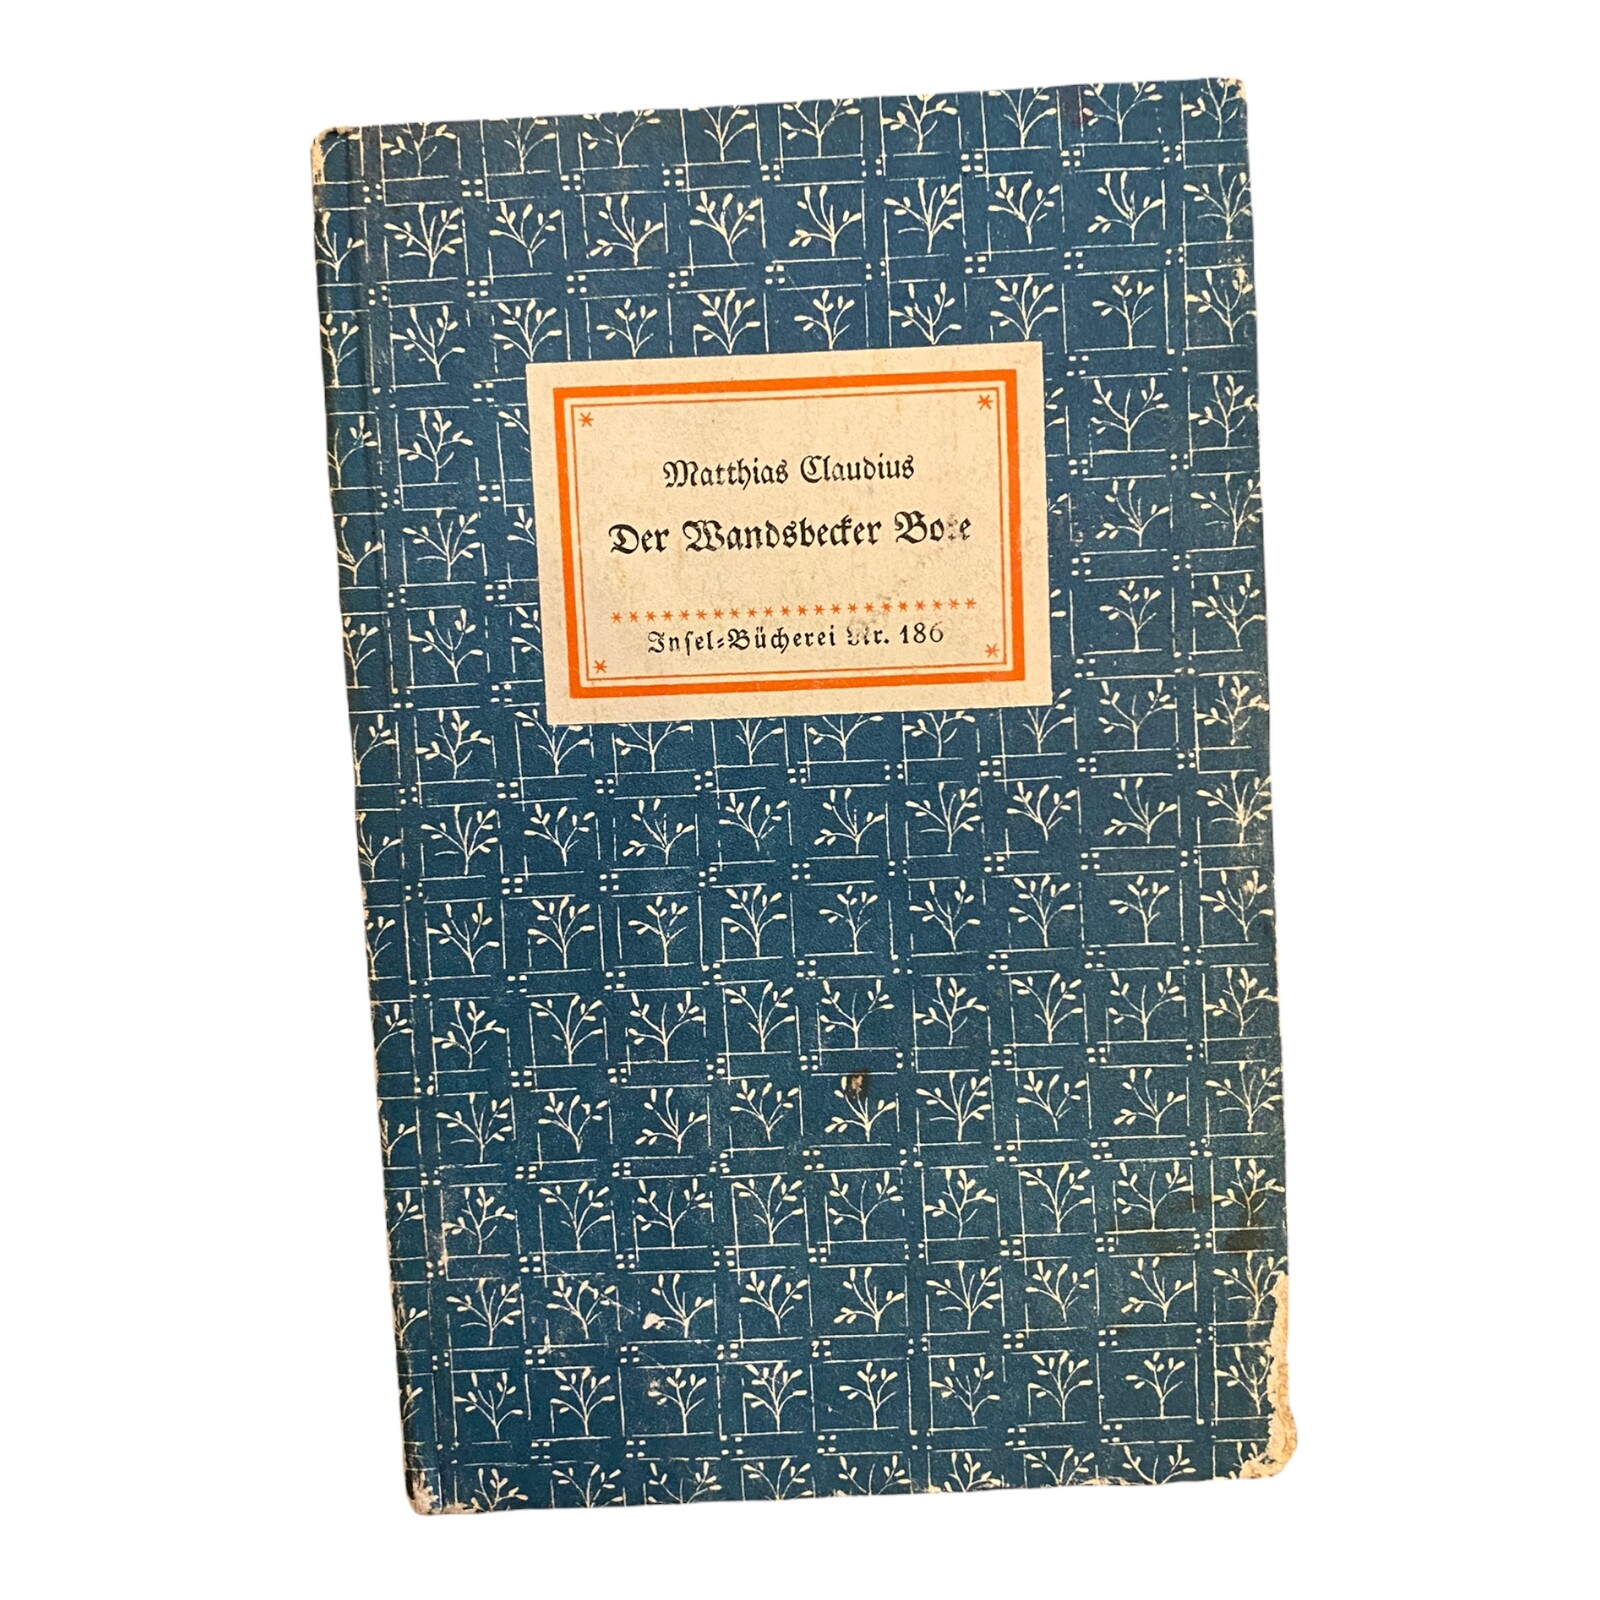 Matthias Claudius
Der Wandsbecker Bote
Insel-Bücherei Nr. 186